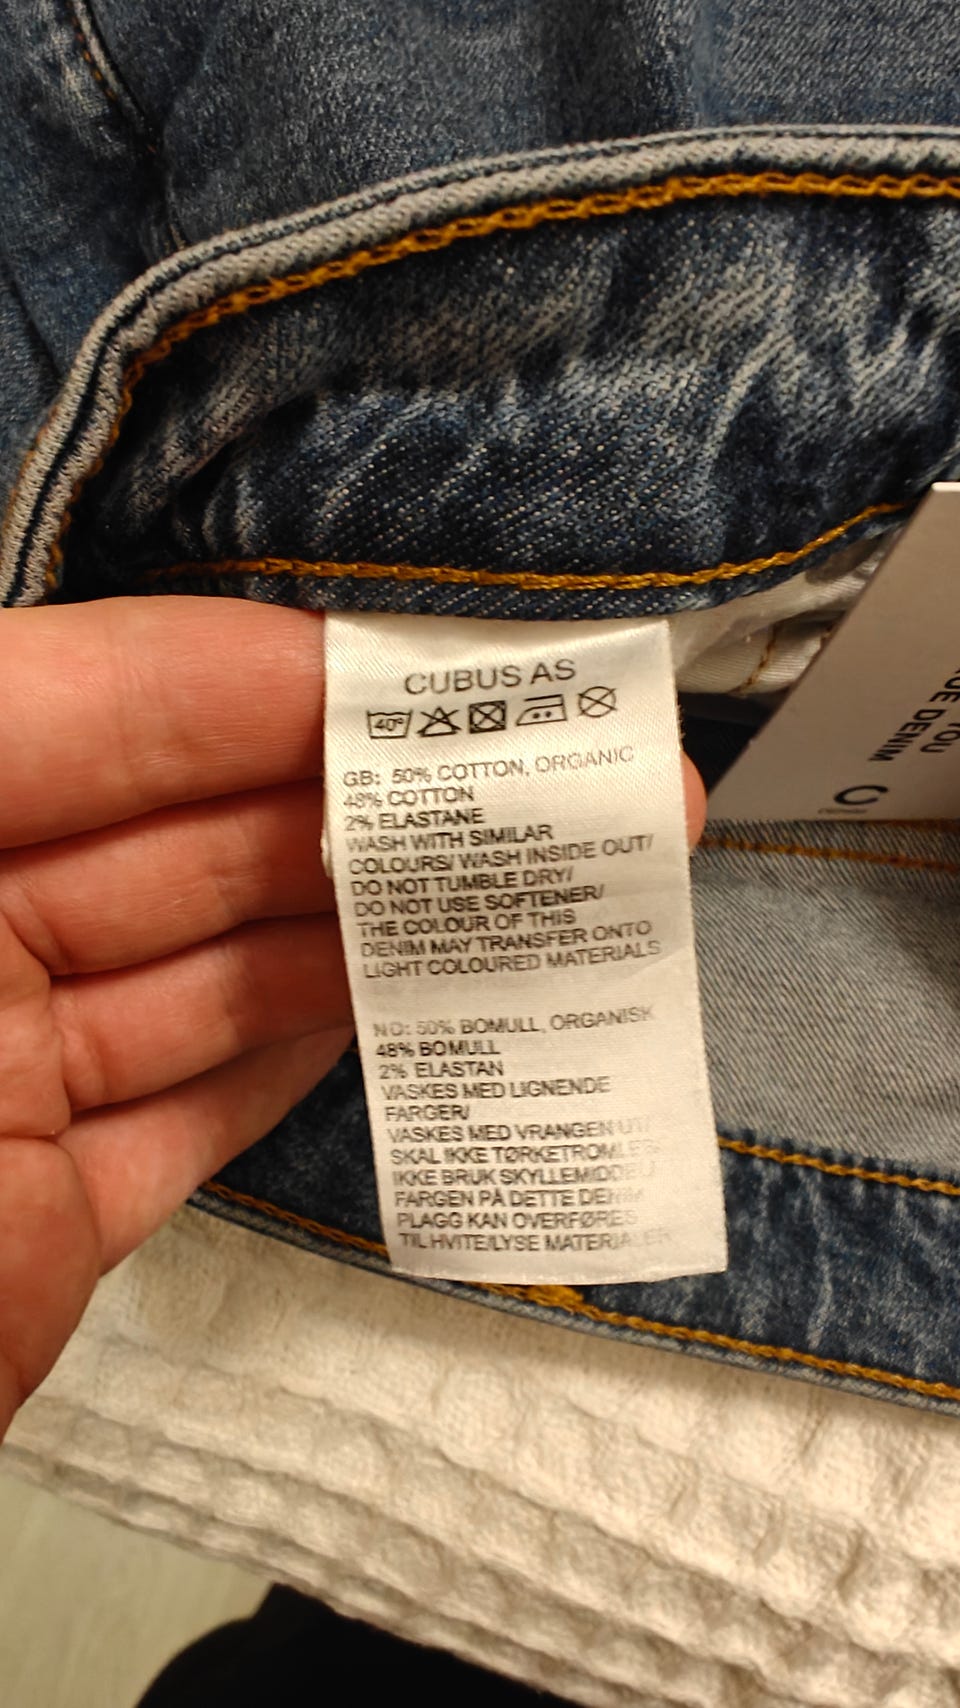 CUBUS AS
40°
GB: 50% COTTON, ORGANIC
48% COTTON
2% ELASTANE
WASH WITH SIMILAR
COLOURS/ WASH INSIDE OUT/
DO NOT TUMBLE DRY/
DO NOT USE SOFTENER/
THE COLOUR OF THIS
DENIM MAY TRANSFER ONTO
LIGHT COLOURED MATERIALS
NO: 50% BOMULL, ORGANISK
48% BOMULL
2% ELASTAN
VASKES MED LIGNENDE
FARGER/
VASKES MED VRANGEN UT/
SKAL IKKE TØRKETROMLES/
IKKE BRUK SKYLLEMIDDEL/
FARGEN PÅ DETTE DENIM
PLAGG KAN OVERFØRES
TIL HVITE/LYSE MATERIALER
YOU
DENIM